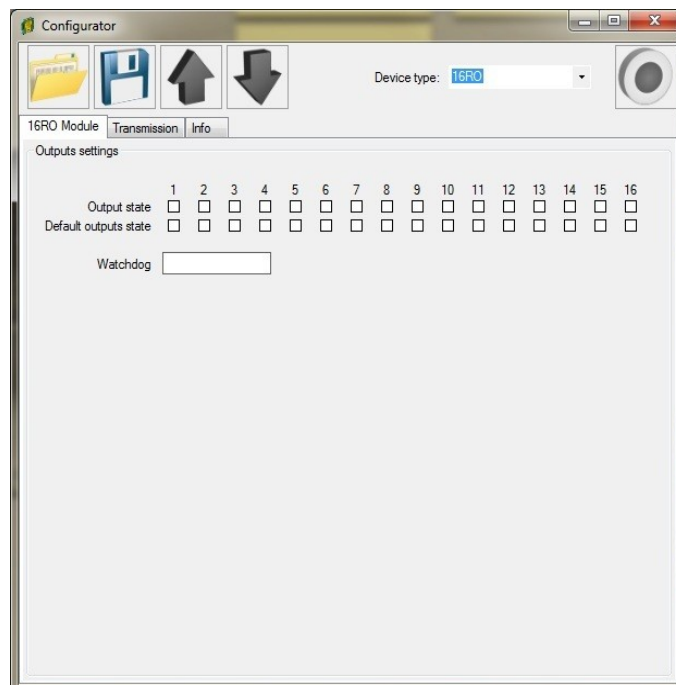 Configurator
Device type: 16RO
16RO Module Transmission Info
Outputs settings
1 2 3 4 5 6 7 8 9 10 11 12 13 14 15 16
Output state
Default outputs state
Watchdog